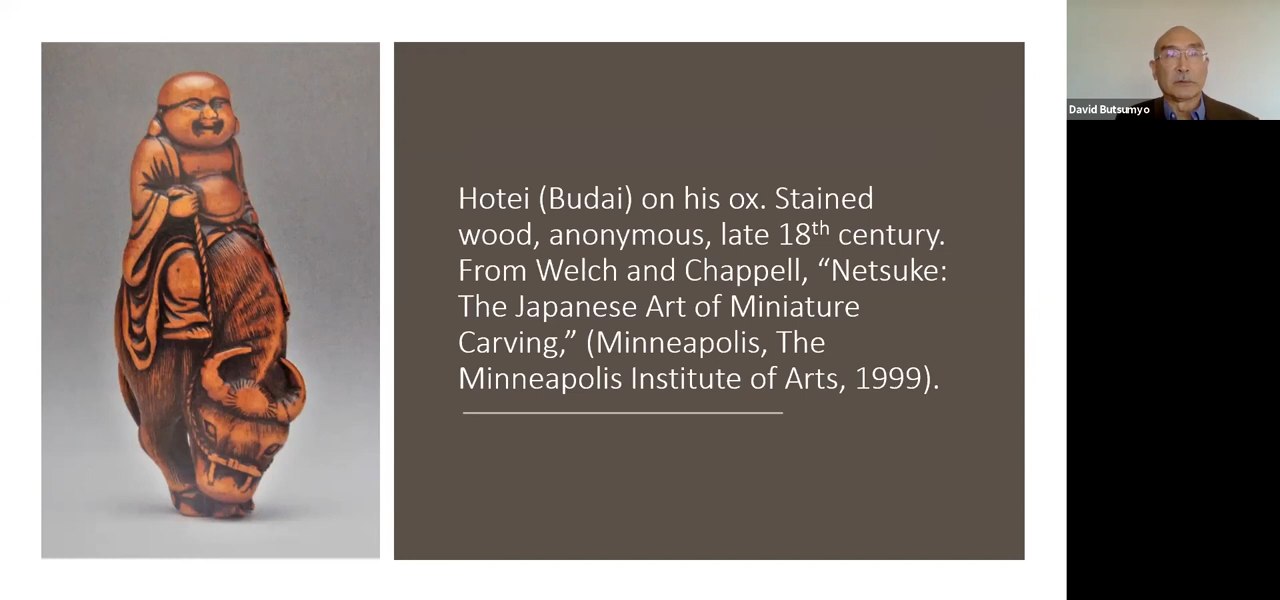 Hotei (Budai) on his ox. Stained
wood, anonymous, late 18th century.
From Welch and Chappell, “Netsuke:
The Japanese Art of Miniature
Carving,” (Minneapolis, The
Minneapolis Institute of Arts, 1999).
David Butsumyo